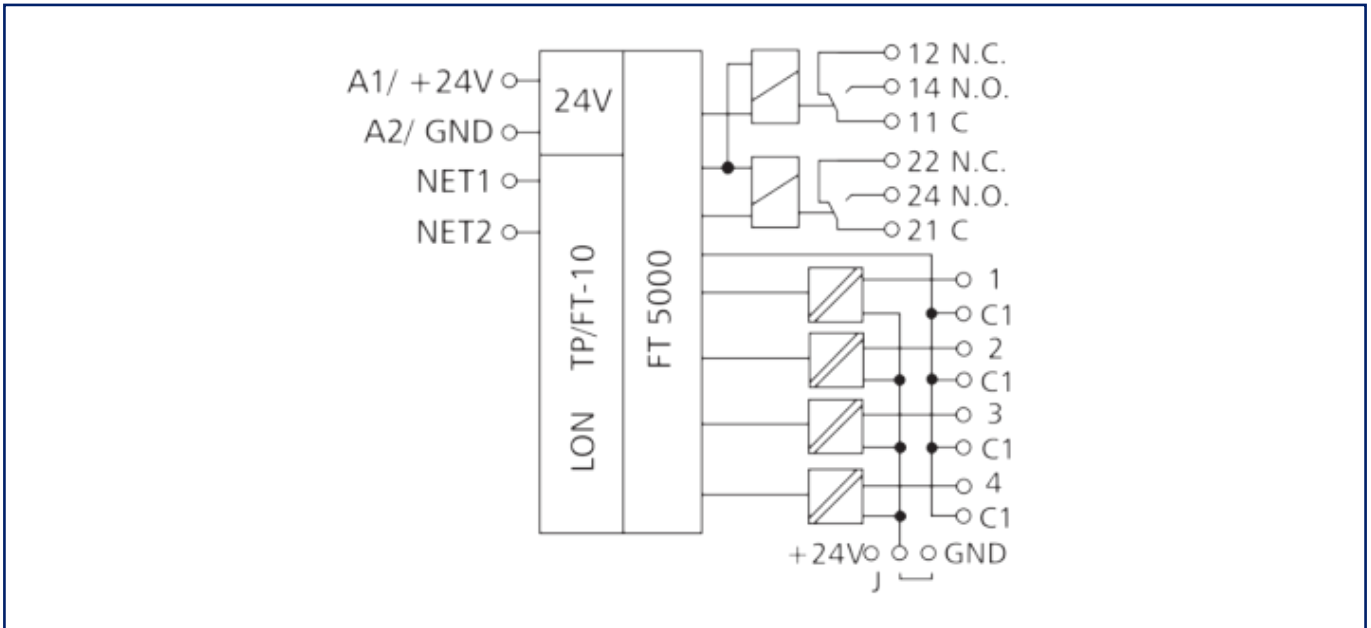 A1/ +24V
A2/ GND
NET1
NET2
24V
LON TP/FT-10
FT 5000
12 N.C.
14 N.O.
11 C
22 N.C.
24 N.O.
21 C
1
C1
2
C1
3
C1
4
C1
+24V GND
J